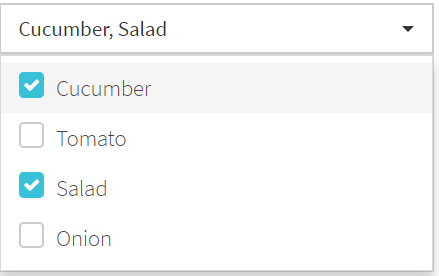 Cucumber, Salad
Cucumber
Tomato
Salad
Onion